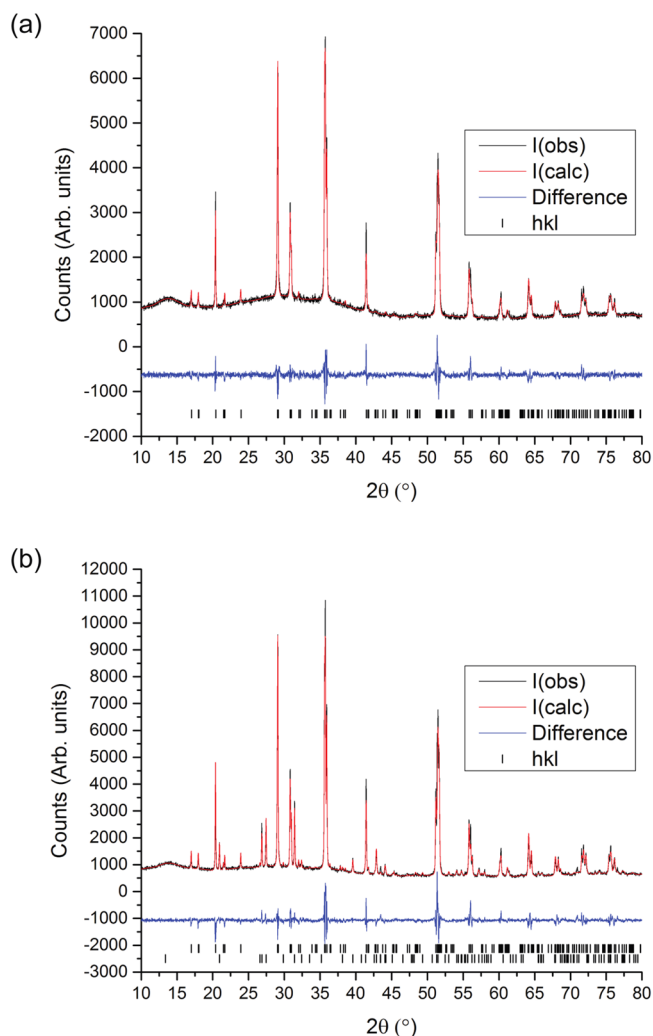 (a)
7000
6000
5000
4000
3000
2000
1000
0
-1000
-2000
Counts (Arb. units)
I(obs)
I(calc)
Difference
hkl
10 15 20 25 30 35 40 45 50 55 60 65 70 75 80
2θ (°)
(b)
12000
11000
10000
9000
8000
7000
6000
5000
4000
3000
2000
1000
0
-1000
-2000
-3000
Counts (Arb. units)
I(obs)
I(calc)
Difference
hkl
10 15 20 25 30 35 40 45 50 55 60 65 70 75 80
2θ (°)